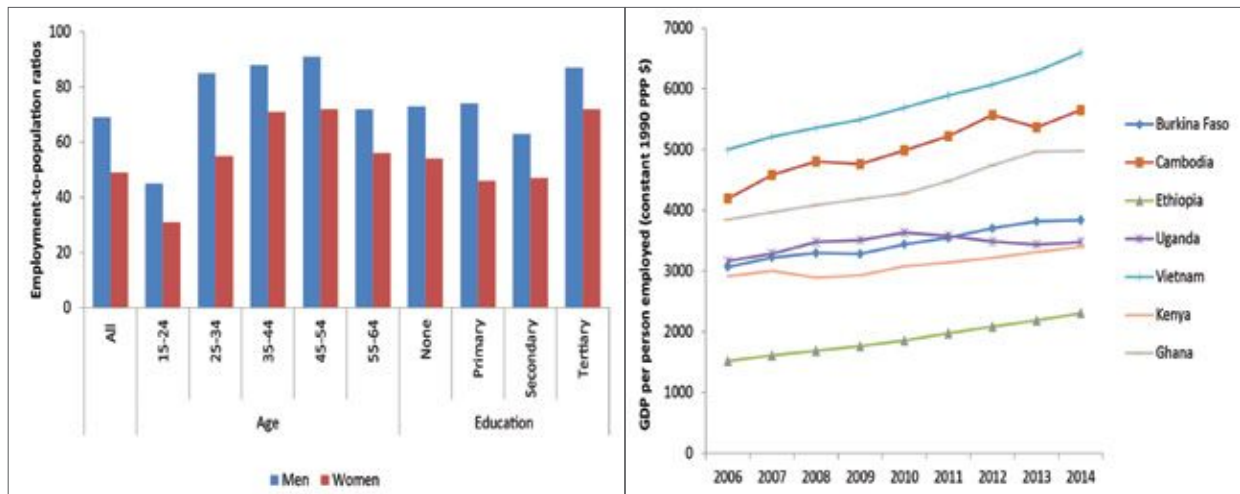 Employment-to-population ratios
100
80
60
40
20
0
All
15-24
25-34
35-44
45-54
55-64
None
Primary
Secondary
Tertiary
Age
Education
Men
Women
GDP per person employed (constant 1990 PPP $)
7000
6000
5000
4000
3000
2000
1000
0
2006 2007 2008 2009 2010 2011 2012 2013 2014
Burkina Faso
Cambodia
Ethiopia
Uganda
Vietnam
Kenya
Ghana